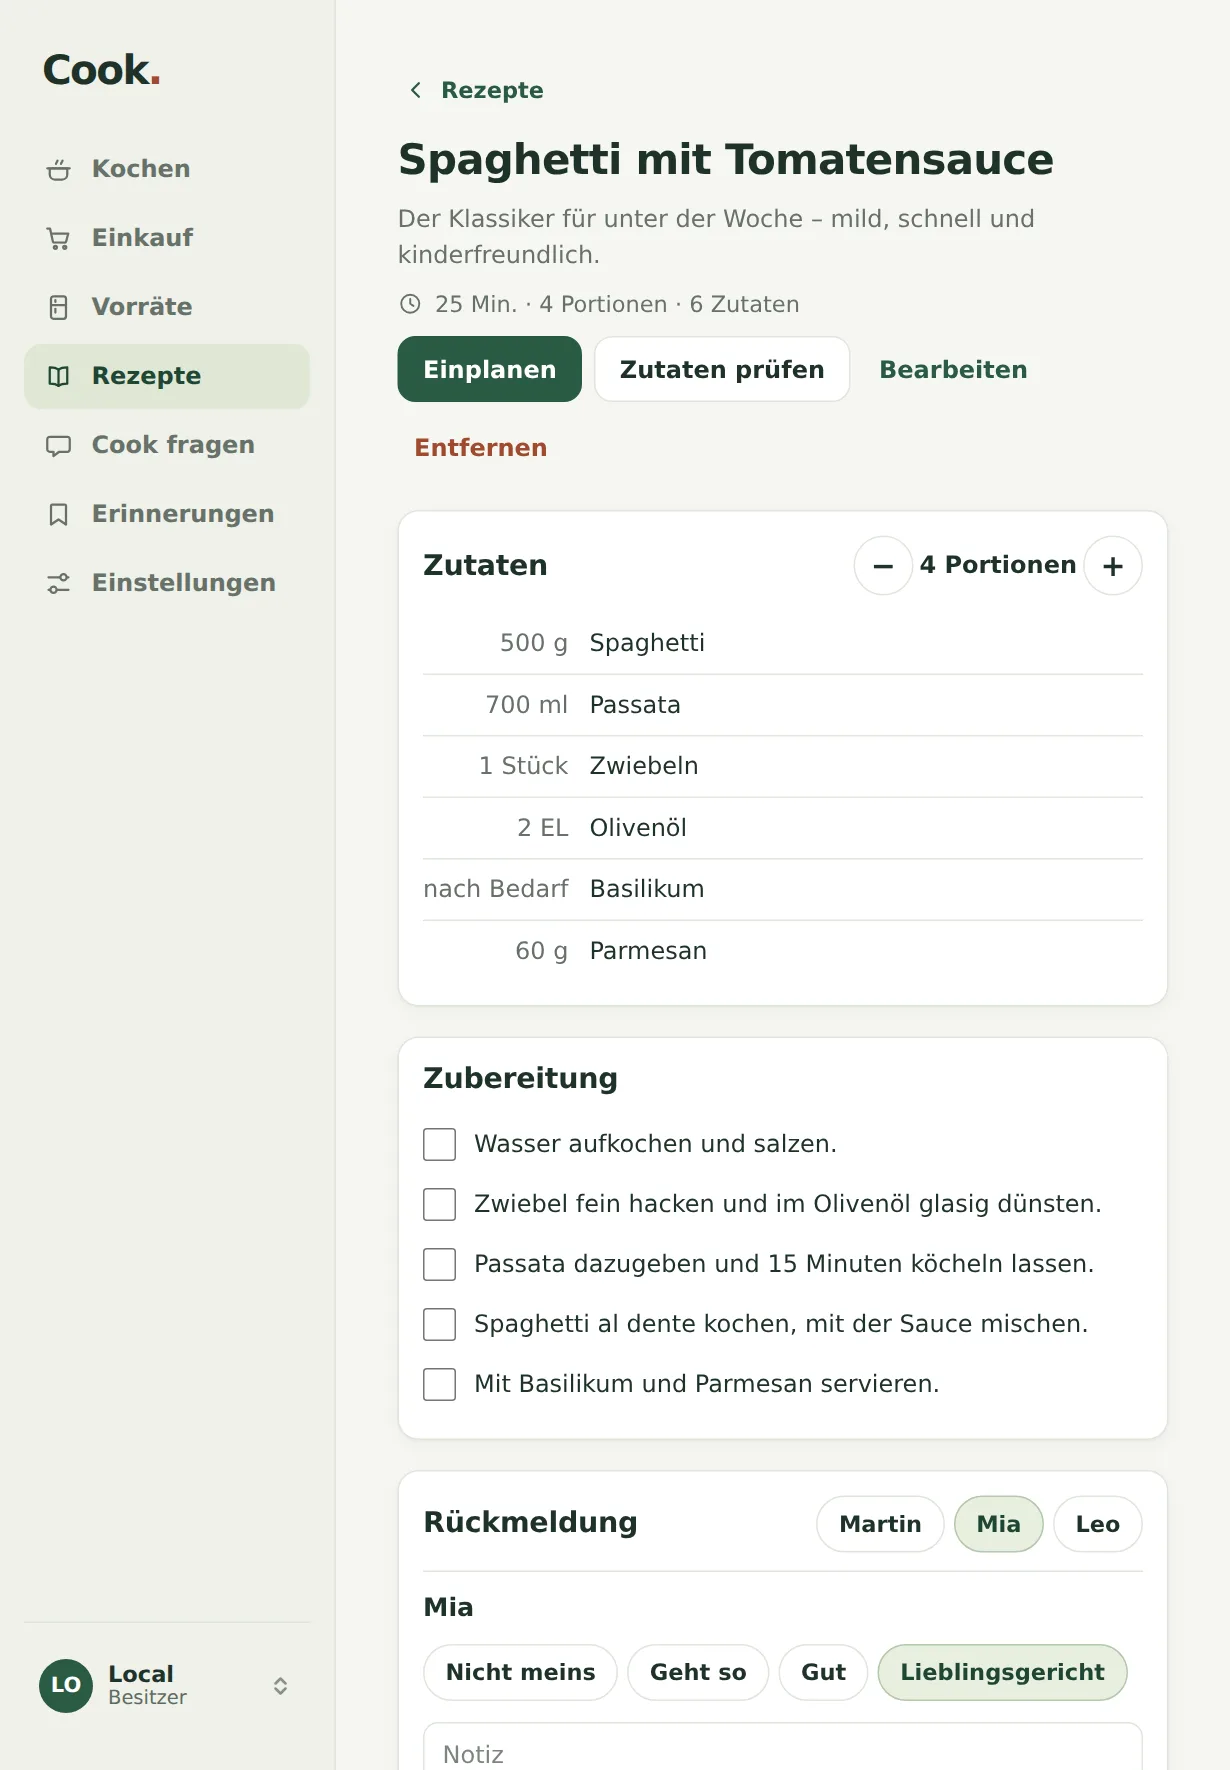 Cook.
Kochen
Einkauf
Vorräte
Rezepte
Cook fragen
Erinnerungen
Einstellungen
LO
Local
Besitzer
Rezepte
Spaghetti mit Tomatensauce
Der Klassiker für unter der Woche – mild, schnell und
kinderfreundlich.
25 Min. · 4 Portionen · 6 Zutaten
Einplanen
Zutaten prüfen
Bearbeiten
Entfernen
Zutaten
− 4 Portionen +
500 g Spaghetti
700 ml Passata
1 Stück Zwiebeln
2 EL Olivenöl
nach Bedarf Basilikum
60 g Parmesan
Zubereitung
Wasser aufkochen und salzen.
Zwiebel fein hacken und im Olivenöl glasig dünsten.
Passata dazugeben und 15 Minuten köcheln lassen.
Spaghetti al dente kochen, mit der Sauce mischen.
Mit Basilikum und Parmesan servieren.
Rückmeldung
Martin
Mia
Leo
Mia
Nicht meins
Geht so
Gut
Lieblingsgericht
Notiz